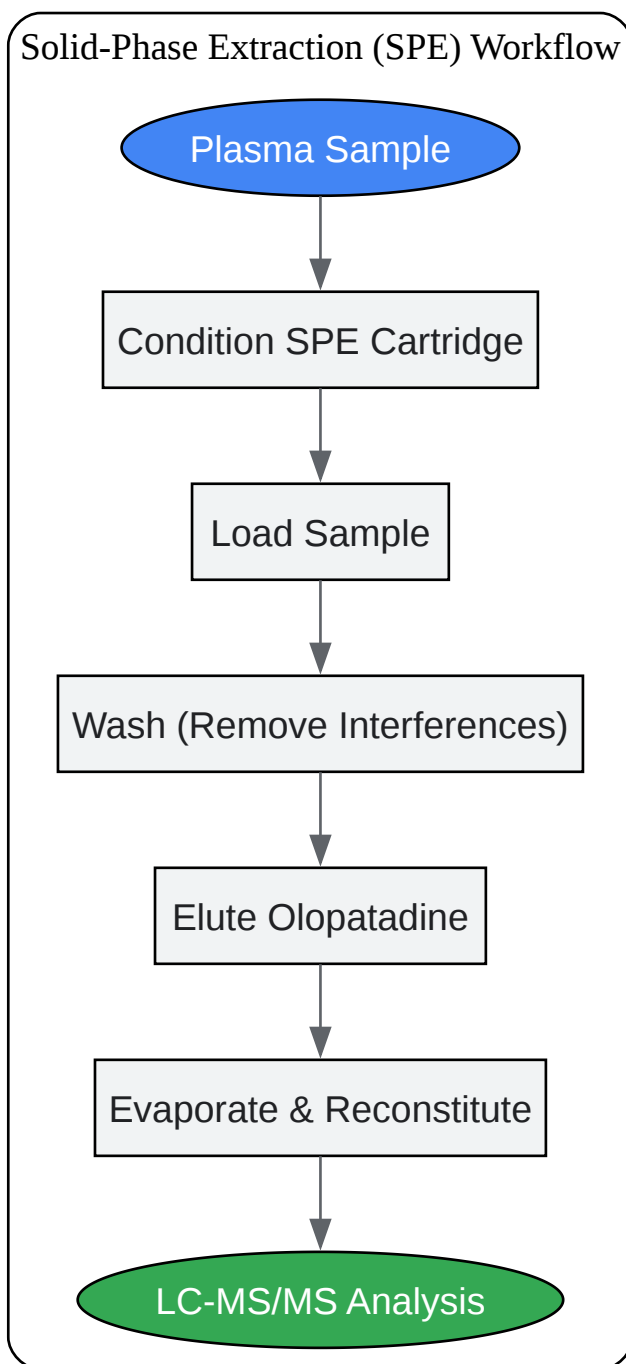 Solid-Phase Extraction (SPE) Workflow
Plasma Sample
Condition SPE Cartridge
Load Sample
Wash (Remove Interferences)
Elute Olopatadine
Evaporate & Reconstitute
LC-MS/MS Analysis